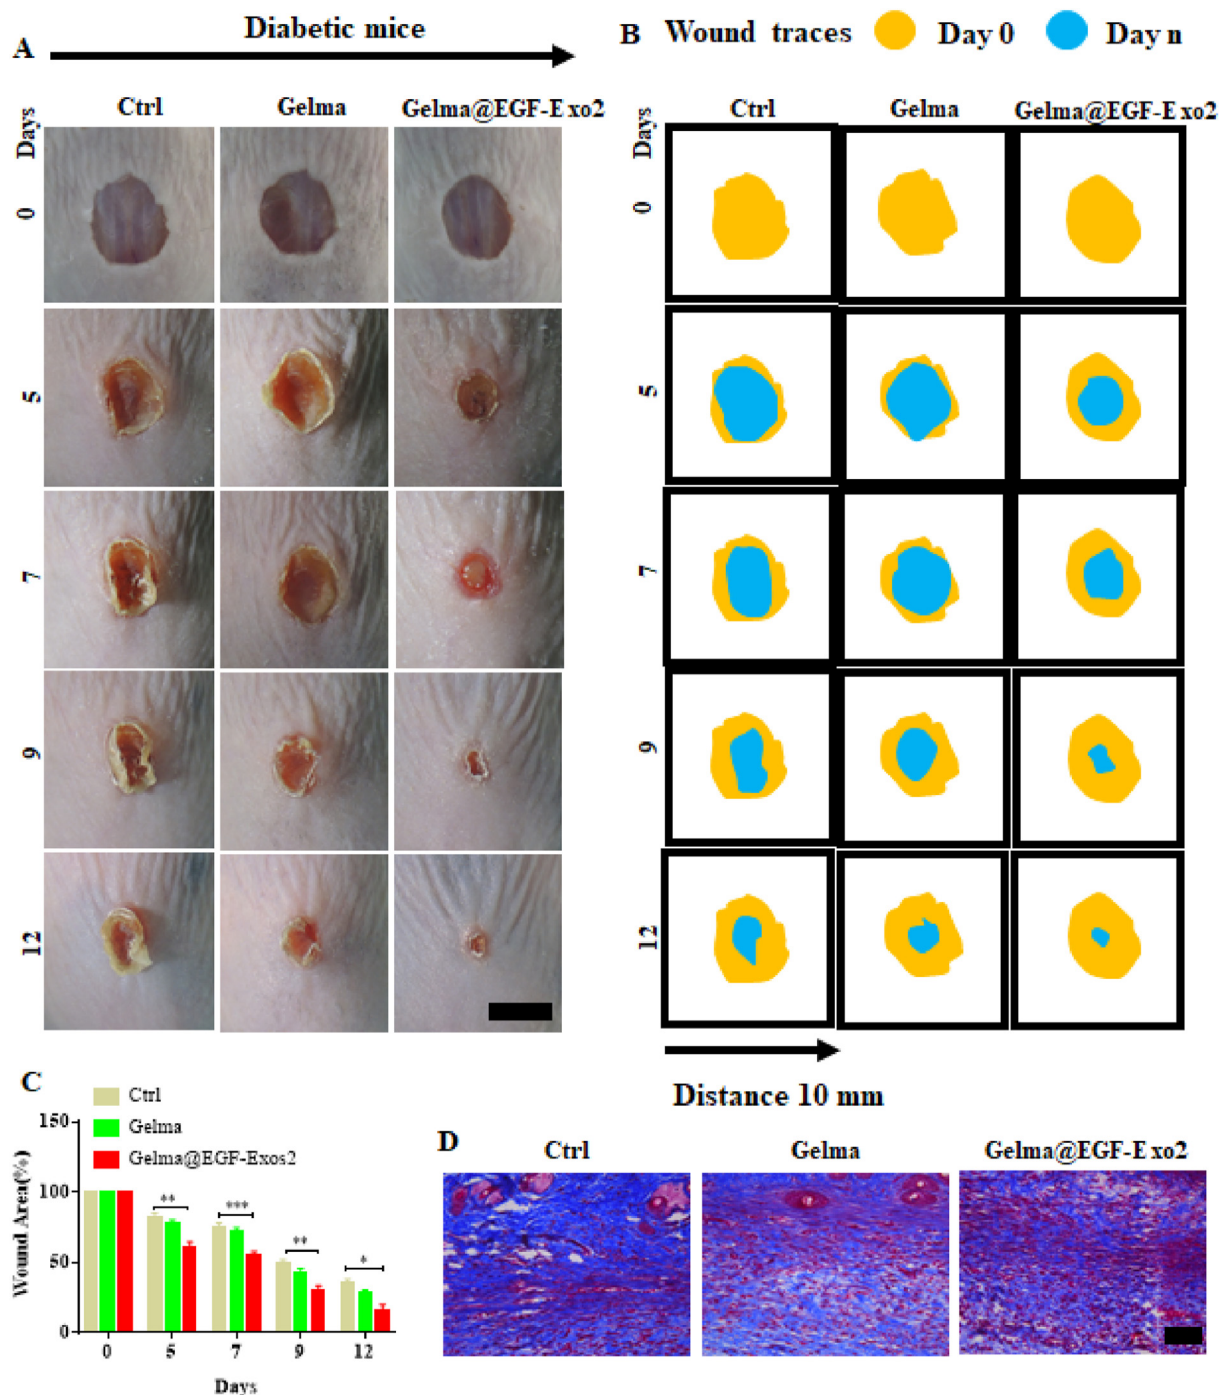 A
Diabetic mice
Days
Ctrl
Gelma
Gelma@EGF-E xo2
0
5
7
9
12
B
Wound traces
Day 0
Day n
Days
Ctrl
Gelma
Gelma@EGF-E xo2
0
5
7
9
12
Distance 10 mm
C
Ctrl
Gelma
Gelma@EGF-Exos2
Wound Area(%)
150
100
50
0
**
***
**
*
0 5 7 9 12
Days
D
Ctrl
Gelma
Gelma@EGF-E xo2